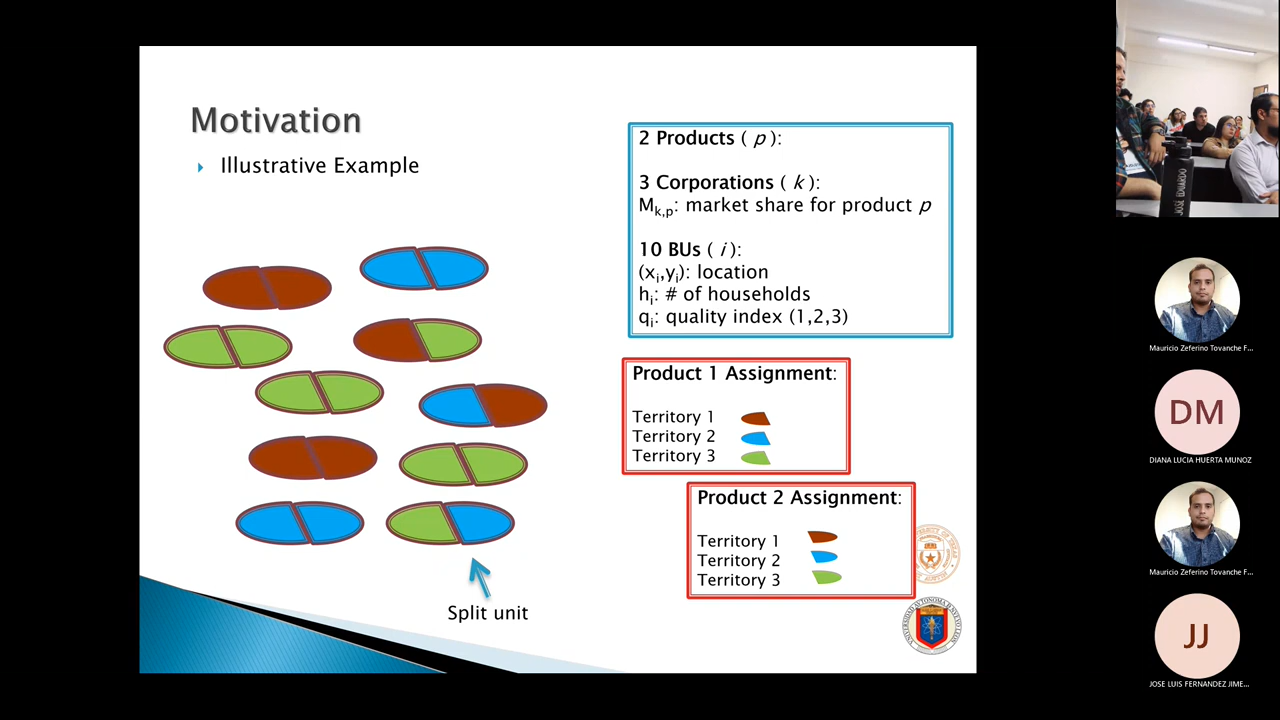 Motivation
Illustrative Example
2 Products ( p ):
3 Corporations ( k ):
Mk,p: market share for product p
10 BUs ( i ):
(xi,yi): location
hi: # of households
qi: quality index (1,2,3)
Product 1 Assignment:
Territory 1
Territory 2
Territory 3
Product 2 Assignment:
Territory 1
Territory 2
Territory 3
Split unit
JOSÉ EDUARDO
Mauricio Zeferino Tovanche F...
DM
DIANA LUCIA HUERTA MUNOZ
Mauricio Zeferino Tovanche F...
JJ
JOSE LUIS FERNANDEZ JIME...